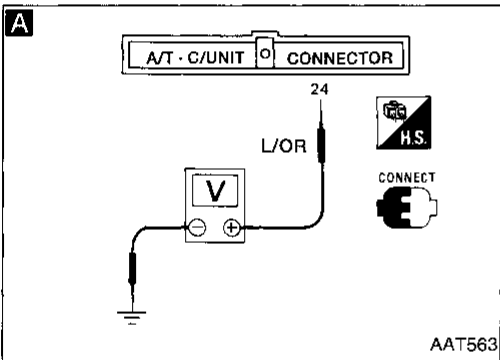 A
A/T · C/UNIT CONNECTOR
24
L/OR
H.S.
CONNECT
V
− +
AAT563